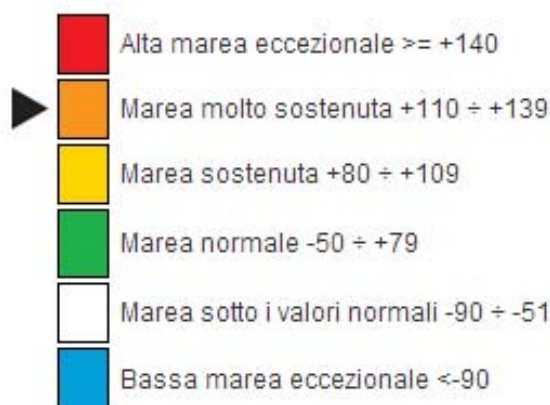 Alta marea eccezionale >= +140
Marea molto sostenuta +110 ÷ +139
Marea sostenuta +80 ÷ +109
Marea normale -50 ÷ +79
Marea sotto i valori normali -90 ÷ -51
Bassa marea eccezionale <-90